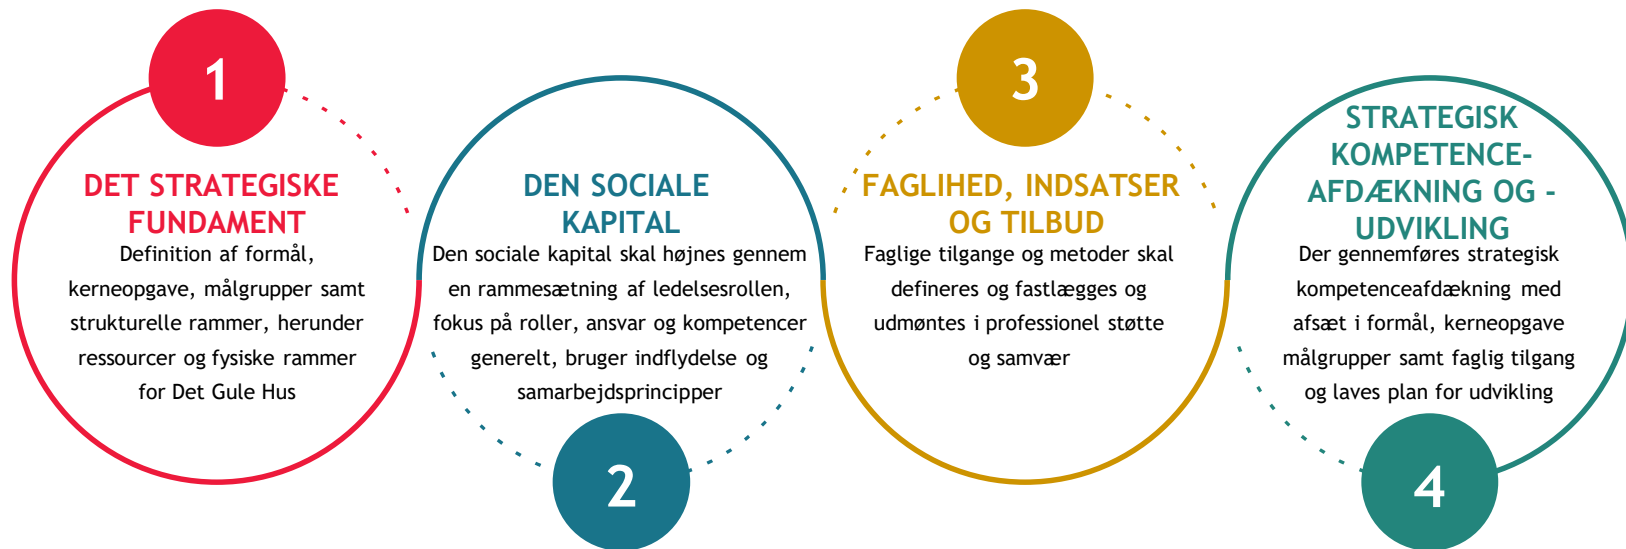 1
DET STRATEGISKE
FUNDAMENT
Definition af formål,
kerneopgave, målgrupper samt
strukturelle rammer, herunder
ressourcer og fysiske rammer
for Det Gule Hus
DEN SOCIALE
KAPITAL
Den sociale kapital skal højnes gennem
en rammesætning af ledelsesrollen,
fokus på roller, ansvar og kompetencer
generelt, bruger indflydelse og
samarbejdsprincipper
2
3
FAGLIHED, INDSATSER
OG TILBUD
Faglige tilgange og metoder skal
defineres og fastlægges og
udmøntes i professionel støtte
og samvær
STRATEGISK
KOMPETENCE-
AFDÆKNING OG -
UDVIKLING
Der gennemføres strategisk
kompetenceafdækning med
afsæt i formål, kerneopgave
målgrupper samt faglig tilgang
og laves plan for udvikling
4